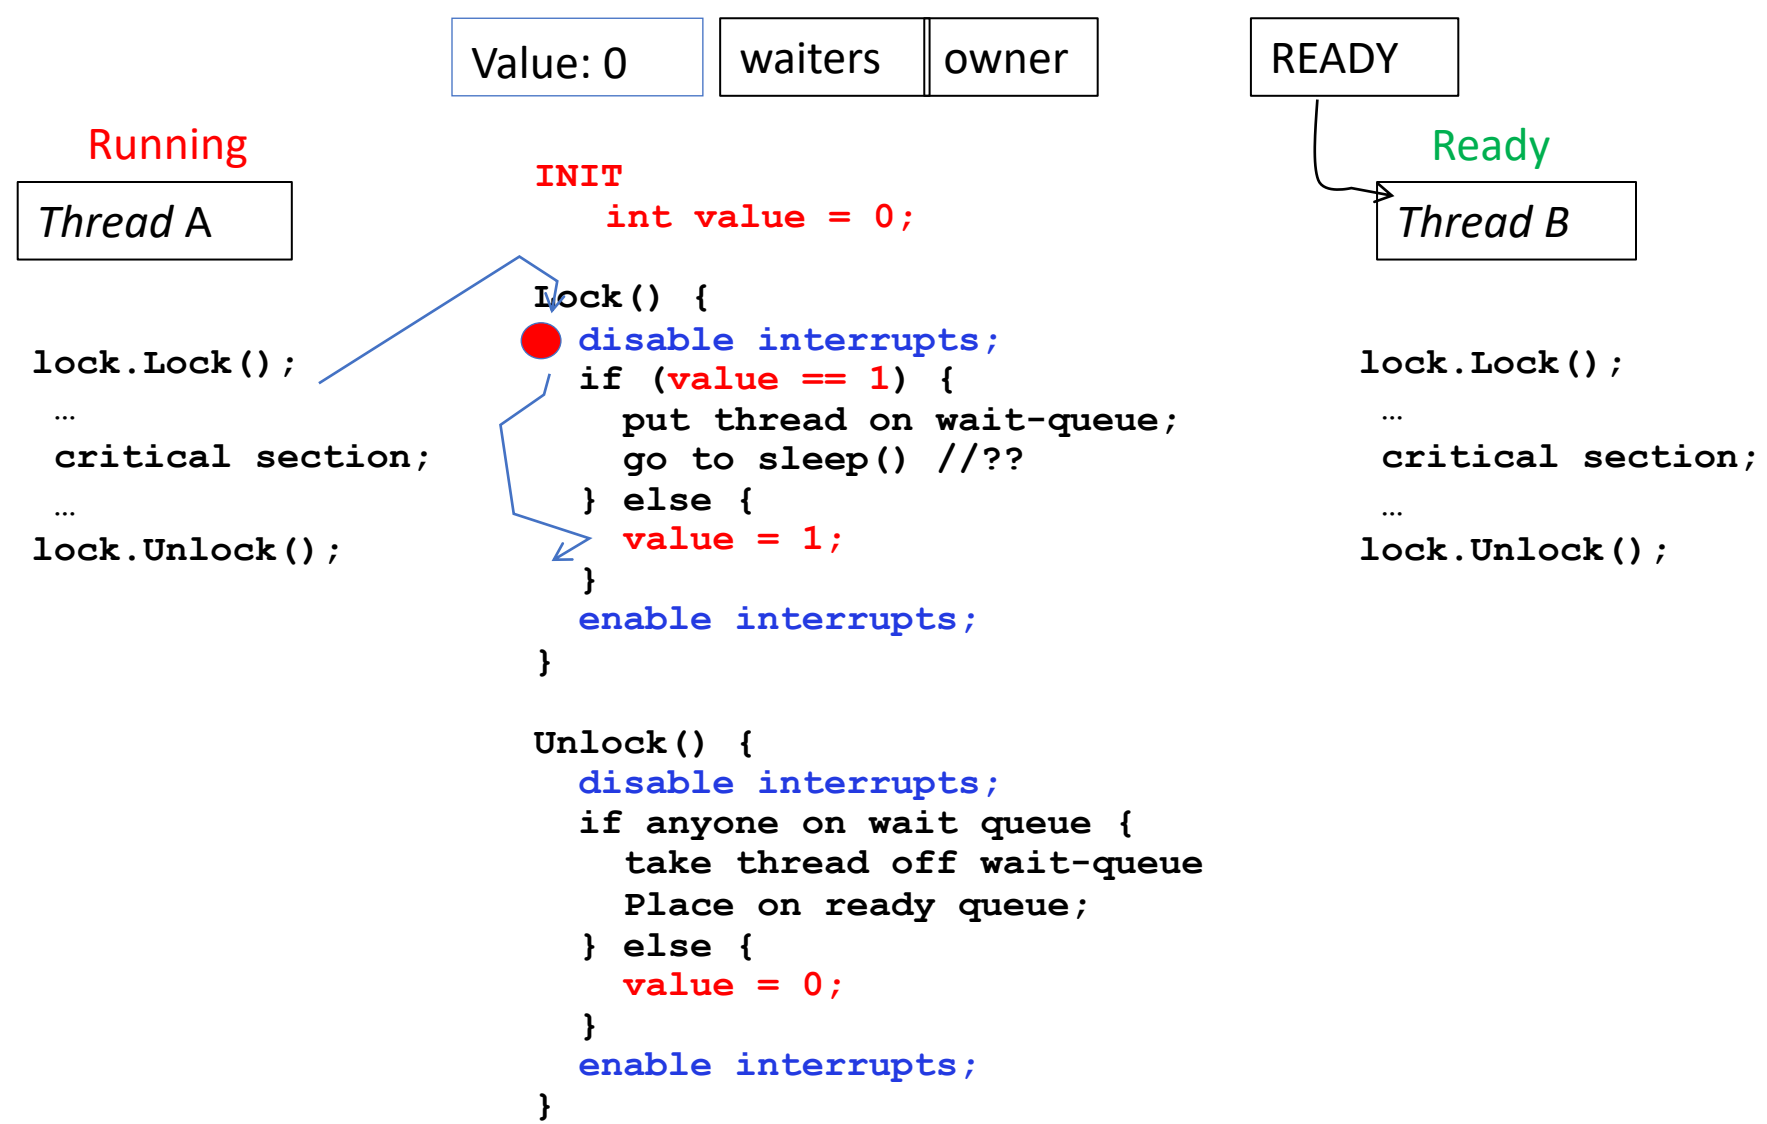 Value: 0
waiters
owner
READY
Running
Ready
Thread A
Thread B
INIT
int value = 0;
Lock() {
disable interrupts;
if (value == 1) {
put thread on wait-queue;
go to sleep() //??
} else {
value = 1;
}
enable interrupts;
}
Unlock() {
disable interrupts;
if anyone on wait queue {
take thread off wait-queue
Place on ready queue;
} else {
value = 0;
}
enable interrupts;
}
lock.Lock();
…
critical section;
…
lock.Unlock();
lock.Lock();
…
critical section;
…
lock.Unlock();